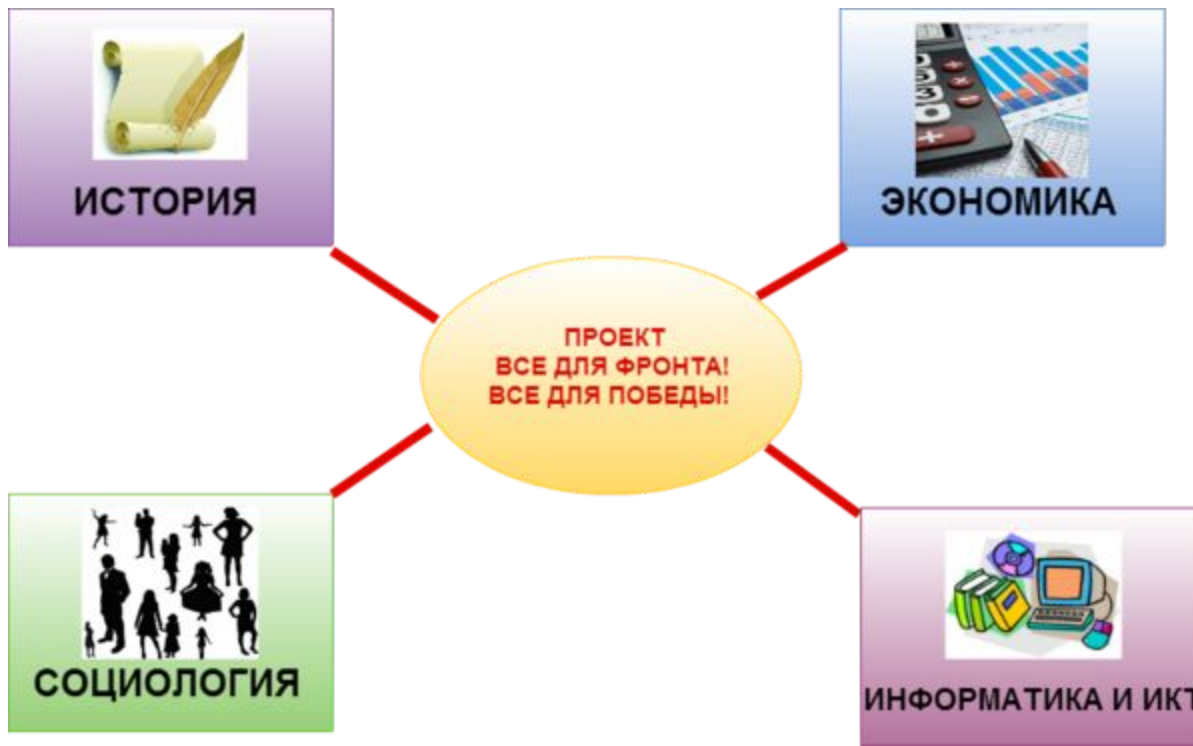 ИСТОРИЯ
ЭКОНОМИКА
ПРОЕКТ
ВСЕ ДЛЯ ФРОНТА!
ВСЕ ДЛЯ ПОБЕДЫ!
СОЦИОЛОГИЯ
ИНФОРМАТИКА И ИКТ